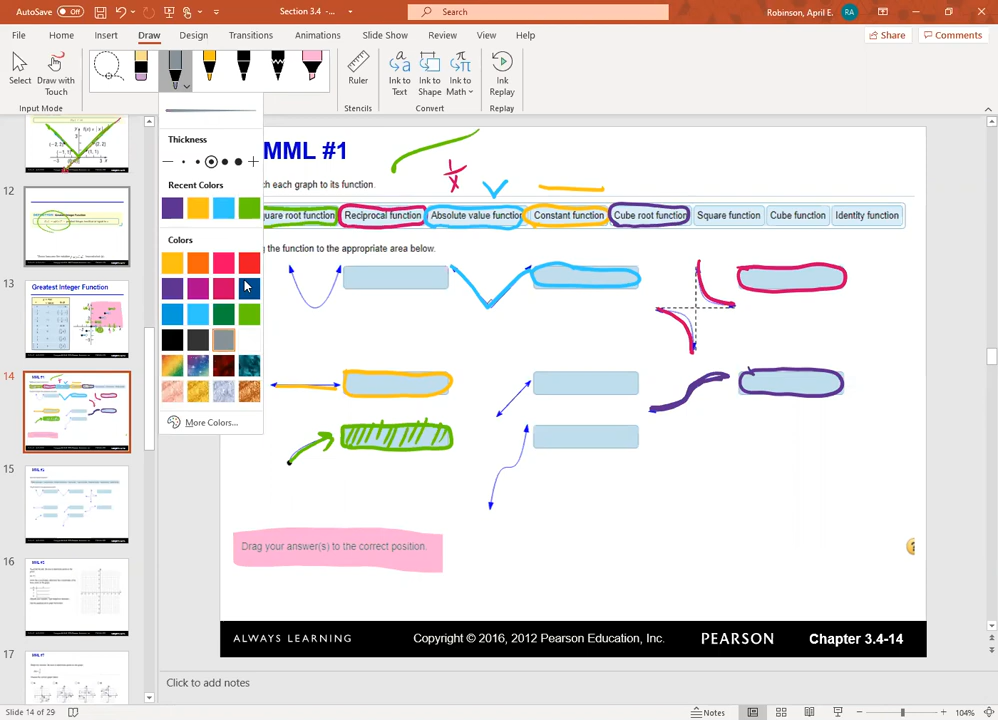 AutoSave Off Section 3.4 - Search Robinson, April E. RA
File Home Insert Draw Design Transitions Animations Slide Show Review View Help Share Comments
Select Draw with Touch Ruler Ink to Text Ink to Shape Ink to Math Ink Replay
Input Mode Stencils Convert Replay
Thickness
Recent Colors
Colors
More Colors...
12
13
Greatest Integer Function
14
15
16
17
MML #1
1/x
ch each graph to its function.
uare root function Reciprocal function Absolute value function Constant function Cube root function Square function Cube function Identity function
g the function to the appropriate area below.
Drag your answer(s) to the correct position.
ALWAYS LEARNING Copyright © 2016, 2012 Pearson Education, Inc. PEARSON Chapter 3.4-14
Click to add notes
Slide 14 of 29 Notes 104%